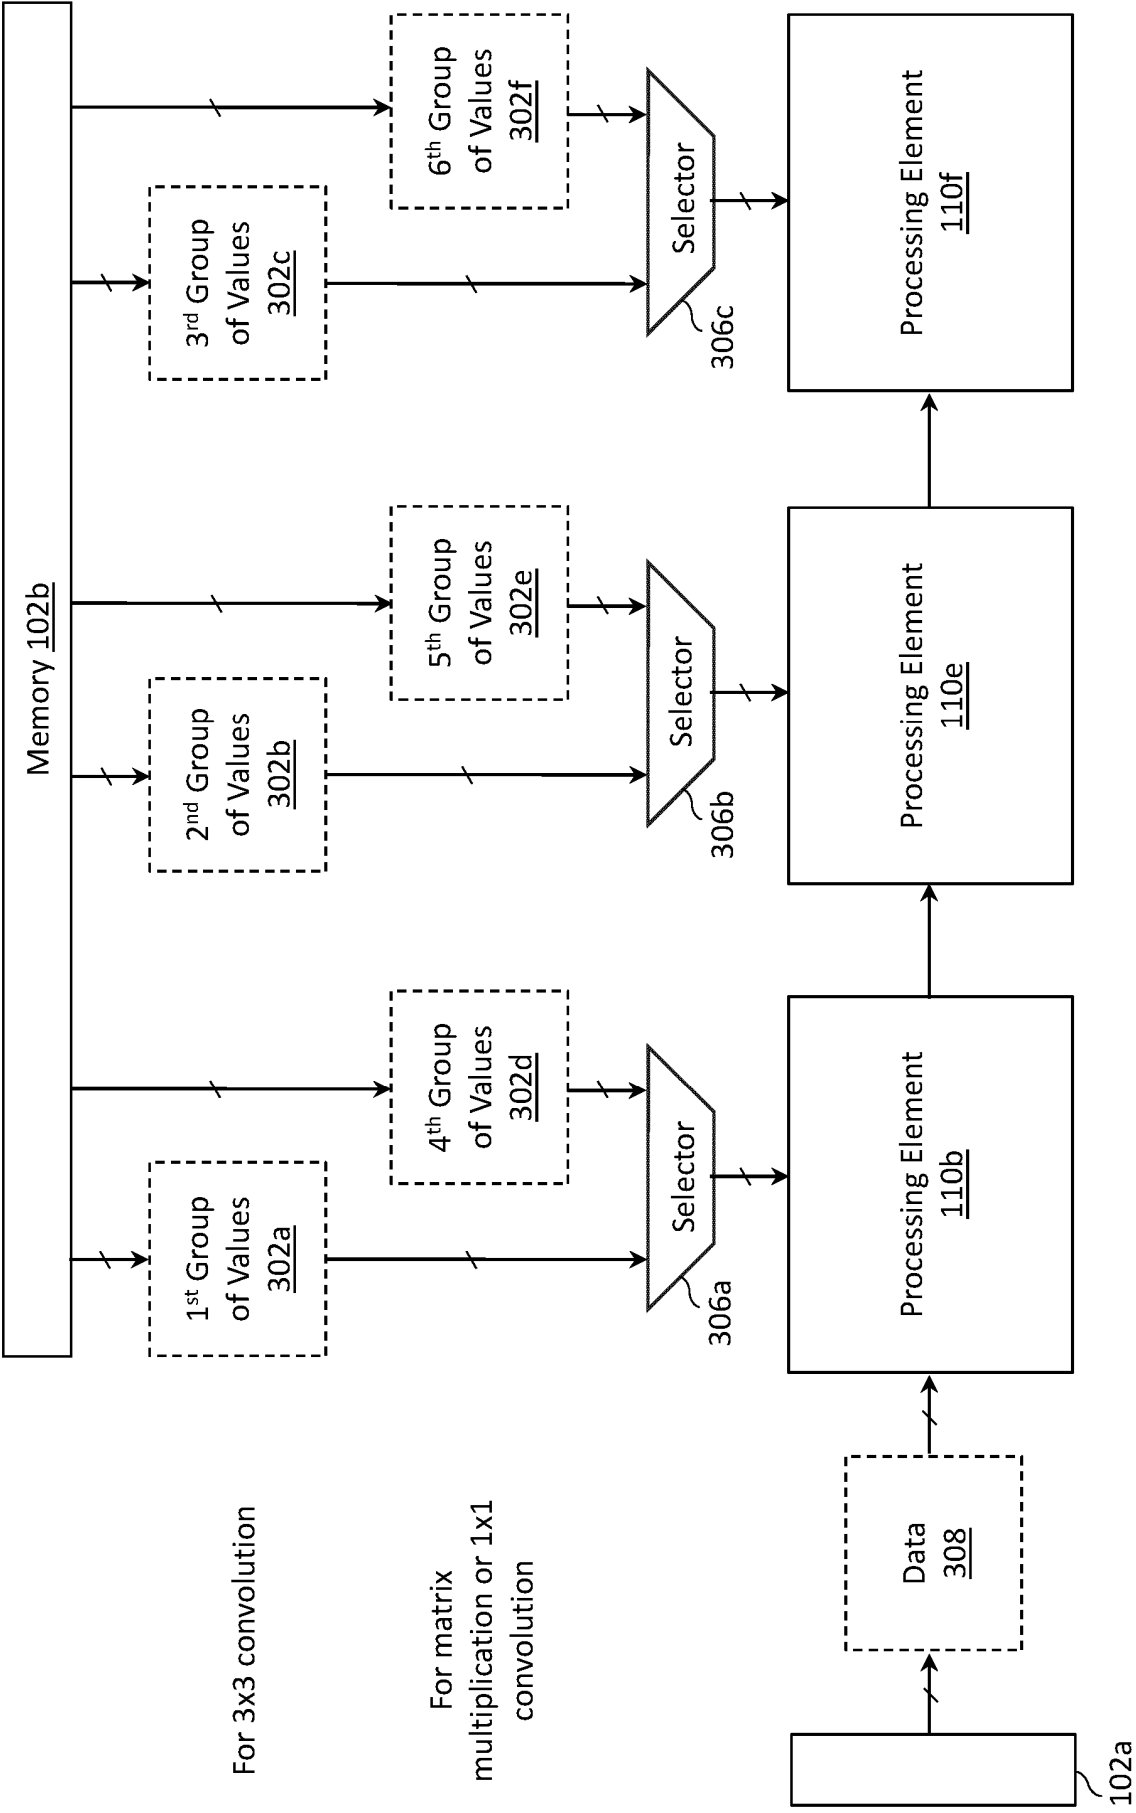 Memory 102b
For 3x3 convolution
1st Group
of Values
302a
2nd Group
of Values
302b
3rd Group
of Values
302c
For matrix
multiplication or 1x1
convolution
4th Group
of Values
302d
5th Group
of Values
302e
6th Group
of Values
302f
Selector
306a
Selector
306b
Selector
306c
102a
Data
308
Processing Element
110b
Processing Element
110e
Processing Element
110f